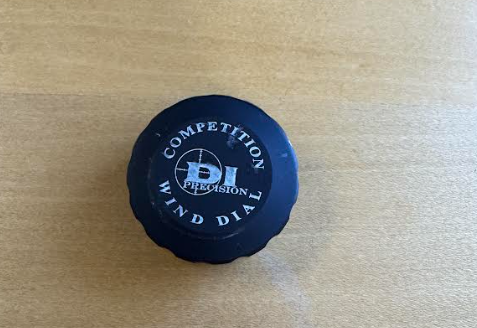 COMPETITION
DI
PRECISION
WIND DIAL